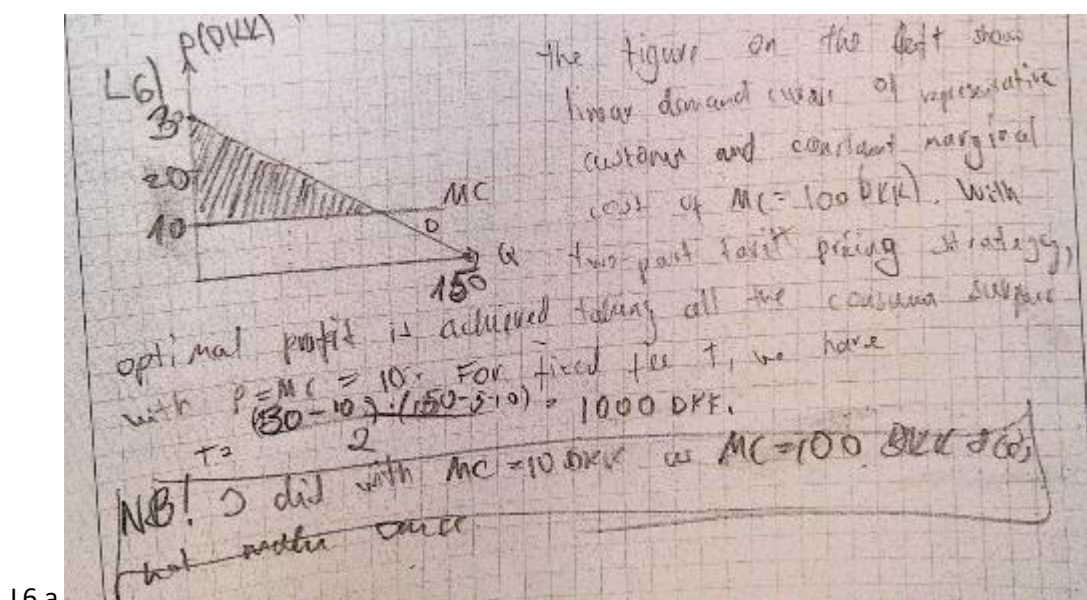 P(DKK)
L6)
30
20
10
MC
D
Q
150
the figure on the left show
linear demand curve of representative
customer and constant marginal
cost of MC=100 DKK). With
two-part tariff pricing strategy,
optimal profit is achieved taking all the consumer surplus
with P=MC=10. For fixed fee T, we have
T= (30-10)·(150-5·10) = 1000 DKK.
2
NB! I did with MC=10 DKK as MC=100 DKK
not
L6 a